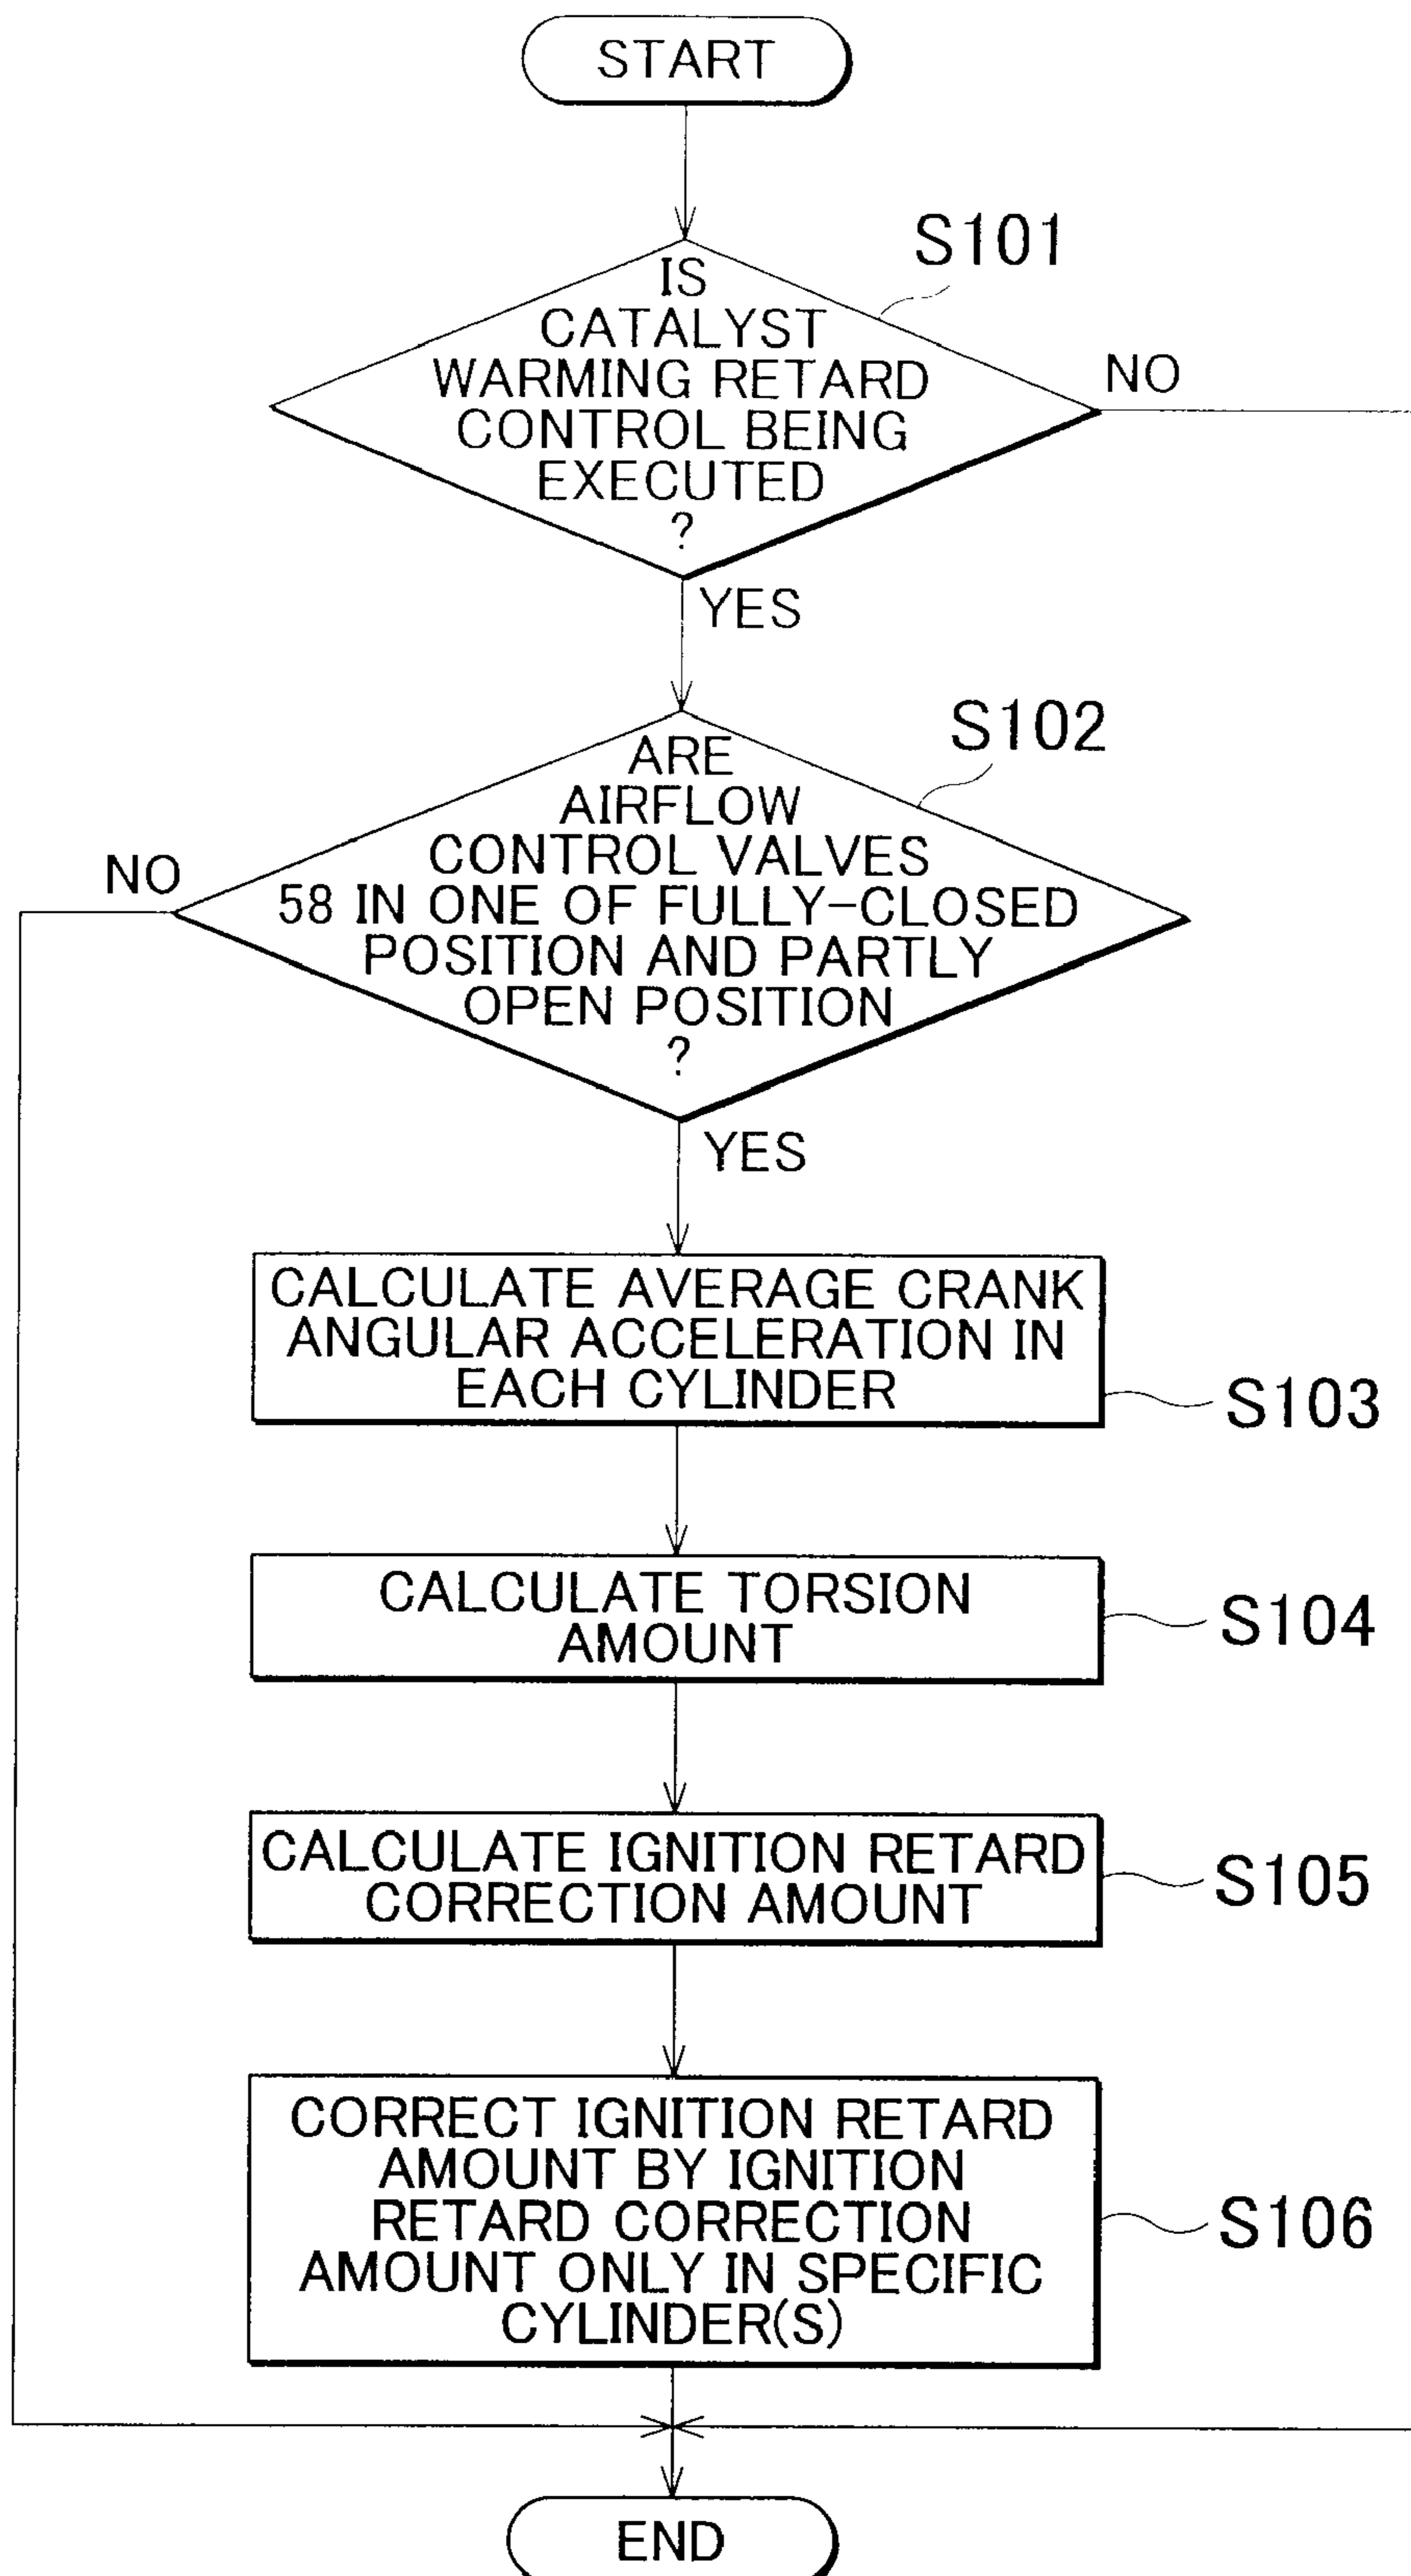 START
S101
IS
CATALYST
WARMING RETARD
CONTROL BEING
EXECUTED
?
NO
YES
S102
ARE
AIRFLOW
CONTROL VALVES
58 IN ONE OF FULLY-CLOSED
POSITION AND PARTLY
OPEN POSITION
?
NO
YES
CALCULATE AVERAGE CRANK
ANGULAR ACCELERATION IN
EACH CYLINDER
S103
CALCULATE TORSION
AMOUNT
S104
CALCULATE IGNITION RETARD
CORRECTION AMOUNT
S105
CORRECT IGNITION RETARD
AMOUNT BY IGNITION
RETARD CORRECTION
AMOUNT ONLY IN SPECIFIC
CYLINDER(S)
S106
END